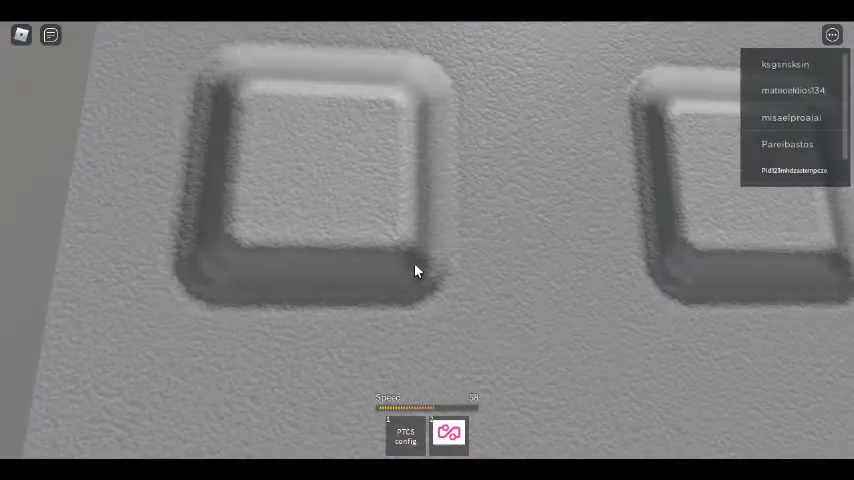 ksgsnsksin
mateoeldios134
misaelproaiai
Pareibastos
Speed 58
1 2
PTCS
config